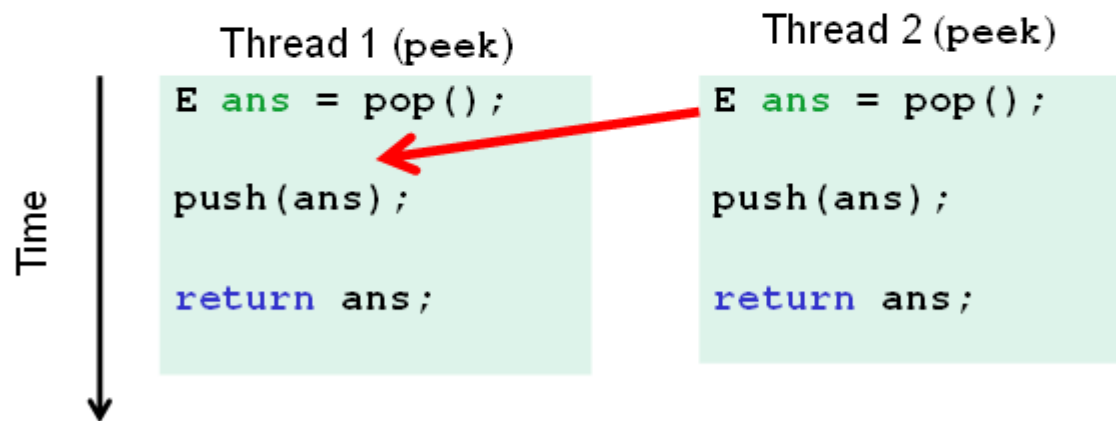 Thread 1 (peek)
E ans = pop();
push(ans);
return ans;
Thread 2 (peek)
E ans = pop();
push(ans);
return ans;
Time